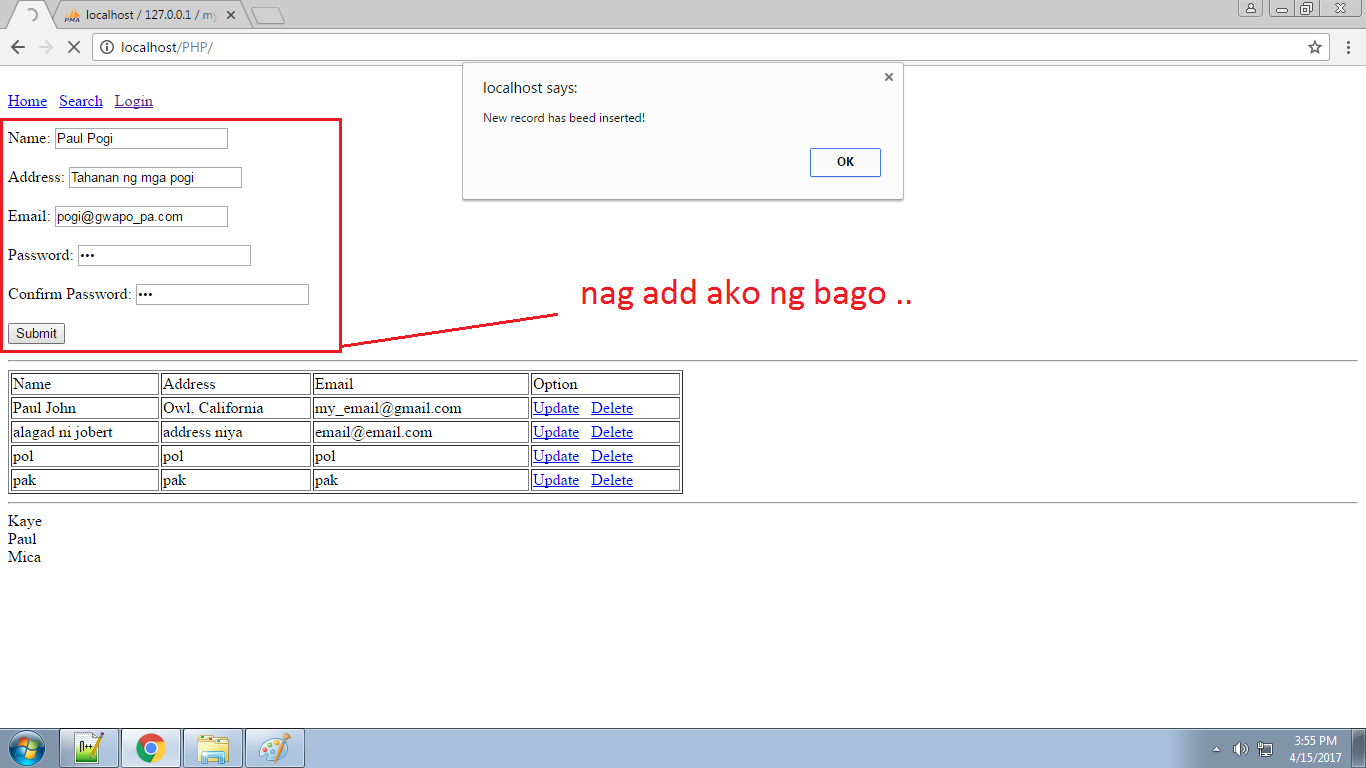 localhost / 127.0.0.1 / my
localhost/PHP/
localhost says:
New record has beed inserted!
OK
Home Search Login
Name: Paul Pogi
Address: Tahanan ng mga pogi
Email: pogi@gwapo_pa.com
Password: •••
Confirm Password: •••
Submit
nag add ako ng bago ..
Name Address Email Option
Paul John Owl, California my_email@gmail.com Update Delete
alagad ni jobert address niya email@email.com Update Delete
pol pol pol Update Delete
pak pak pak Update Delete
Kaye
Paul
Mica
3:55 PM
4/15/2017